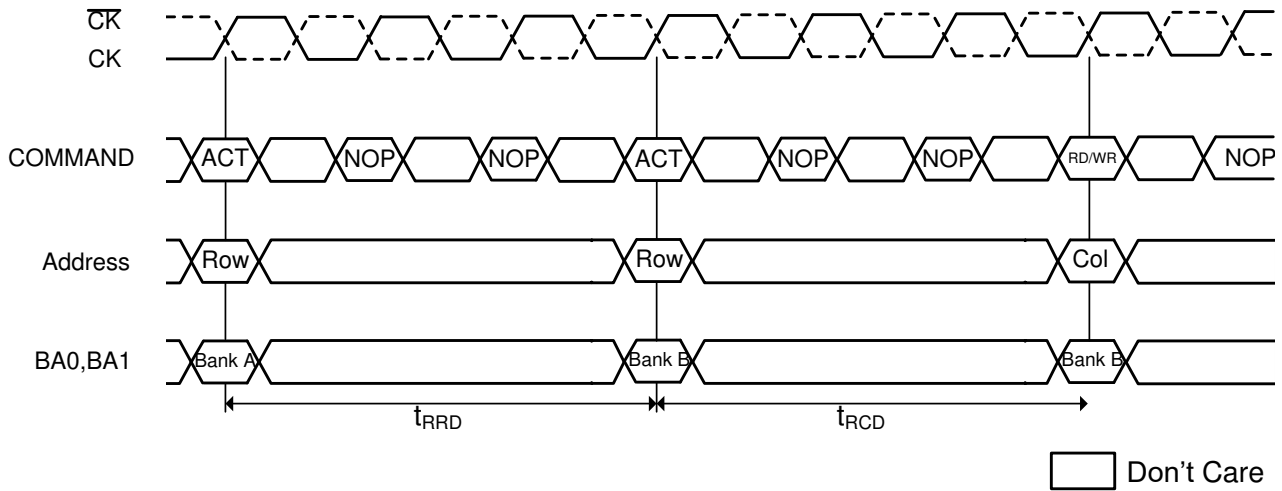 CK
CK
COMMAND ACT NOP NOP ACT NOP NOP RD/WR NOP
Address Row Row Col
BA0,BA1 Bank A Bank B Bank B
tRRD tRCD
Don't Care